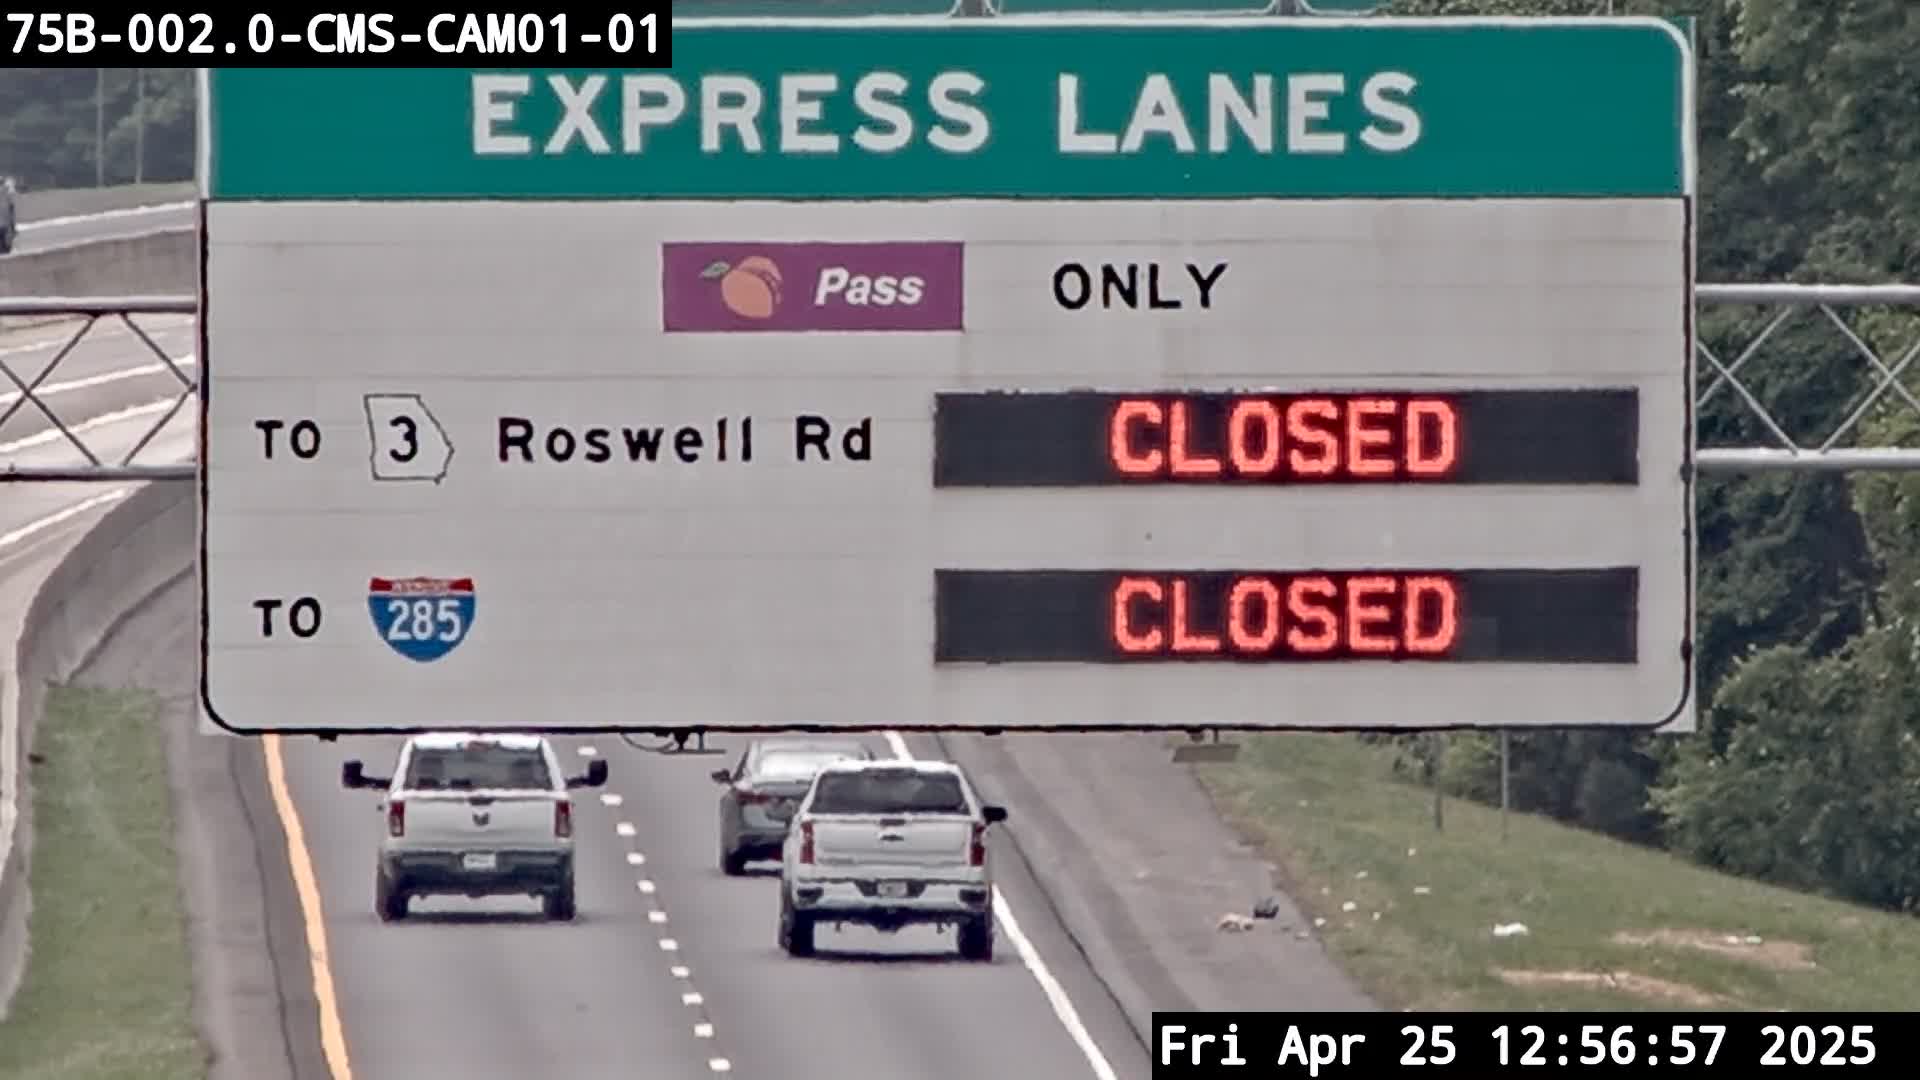 75B-002.0-CMS-CAM01-01
EXPRESS LANES
Pass ONLY
TO 3 Roswell Rd CLOSED
TO 285 CLOSED
Fri Apr 25 12:56:57 2025